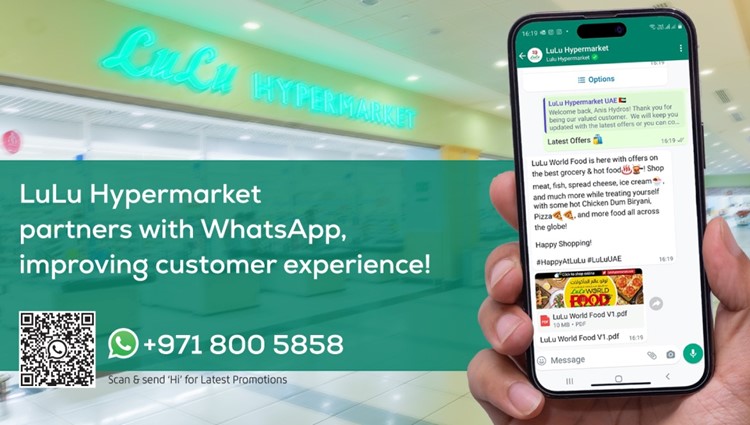 LuLu HYPERMARKET
LuLu Hypermarket
partners with WhatsApp,
improving customer experience!
+971 800 5858
Scan & send ‘Hi’ for Latest Promotions
16:19
LuLu Hypermarket
Lulu Hypermarket
16:19
Options
LuLu Hypermarket UAE 🇦🇪
Welcome back, Anis Hydros! Thank you for
being our valued customer. We will keep you
updated with the latest offers or you can co...
Latest Offers 🛍️
16:19
LuLu World Food is here with offers on
the best grocery & hot food! Shop
meat, fish, spread cheese, ice cream,
and much more while treating yourself
with some hot Chicken Dum Biryani,
Pizza🍕🍕, and more food all across
the globe!
Happy Shopping!
#HappyAtLuLu #LuLuUAE
16:19
LuLu WORLD
FOOD
LuLu World Food V1.pdf
10 MB • PDF
LuLu World Food V1.pdf
16:19
Message